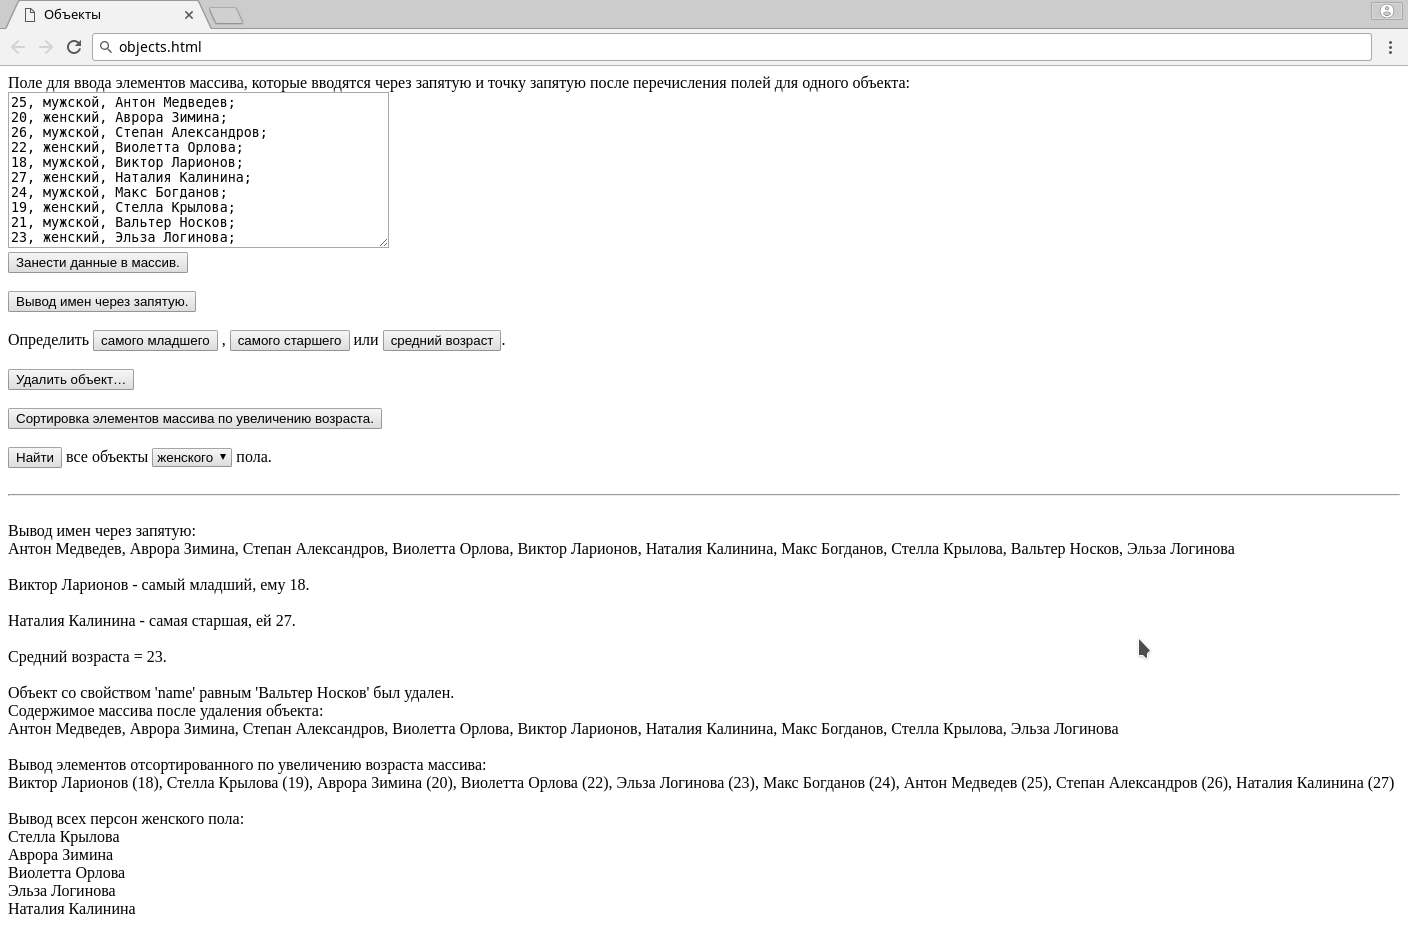 Объекты
objects.html
Поле для ввода элементов массива, которые вводятся через запятую и точку запятую после перечисления полей для одного объекта:
25, мужской, Антон Медведев;
20, женский, Аврора Зимина;
26, мужской, Степан Александров;
22, женский, Виолетта Орлова;
18, мужской, Виктор Ларионов;
27, женский, Наталия Калинина;
24, мужской, Макс Богданов;
19, женский, Стелла Крылова;
21, мужской, Вальтер Носков;
23, женский, Эльза Логинова;
Занести данные в массив.
Вывод имен через запятую.
Определить самого младшего , самого старшего или средний возраст.
Удалить объект…
Сортировка элементов массива по увеличению возраста.
Найти все объекты женского пола.
Вывод имен через запятую:
Антон Медведев, Аврора Зимина, Степан Александров, Виолетта Орлова, Виктор Ларионов, Наталия Калинина, Макс Богданов, Стелла Крылова, Вальтер Носков, Эльза Логинова
Виктор Ларионов - самый младший, ему 18.
Наталия Калинина - самая старшая, ей 27.
Средний возраста = 23.
Объект со свойством 'name' равным 'Вальтер Носков' был удален.
Содержимое массива после удаления объекта:
Антон Медведев, Аврора Зимина, Степан Александров, Виолетта Орлова, Виктор Ларионов, Наталия Калинина, Макс Богданов, Стелла Крылова, Эльза Логинова
Вывод элементов отсортированного по увеличению возраста массива:
Виктор Ларионов (18), Стелла Крылова (19), Аврора Зимина (20), Виолетта Орлова (22), Эльза Логинова (23), Макс Богданов (24), Антон Медведев (25), Степан Александров (26), Наталия Калинина (27)
Вывод всех персон женского пола:
Стелла Крылова
Аврора Зимина
Виолетта Орлова
Эльза Логинова
Наталия Калинина